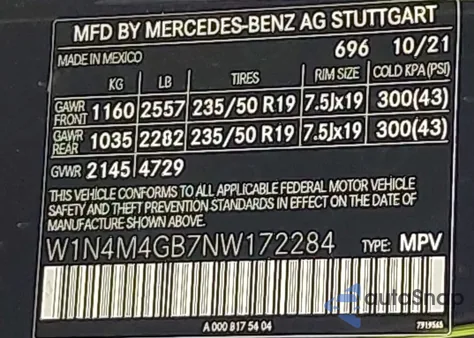 MFD BY MERCEDES-BENZ AG STUTTGART
MADE IN MEXICO 696 10/21
KG LB TIRES RIM SIZE COLD KPA (PSI)
GAWR FRONT 1160 2557 235/50 R19 7.5Jx19 300(43)
GAWR REAR 1035 2282 235/50 R19 7.5Jx19 300(43)
GVWR 2145 4729
THIS VEHICLE CONFORMS TO ALL APPLICABLE FEDERAL MOTOR VEHICLE
SAFETY AND THEFT PREVENTION STANDARDS IN EFFECT ON THE DATE OF
MANUFACTURE SHOWN ABOVE.
W1N4M4GB7NW172284 TYPE: MPV
autoShop
A 000 817 54 04 7919565